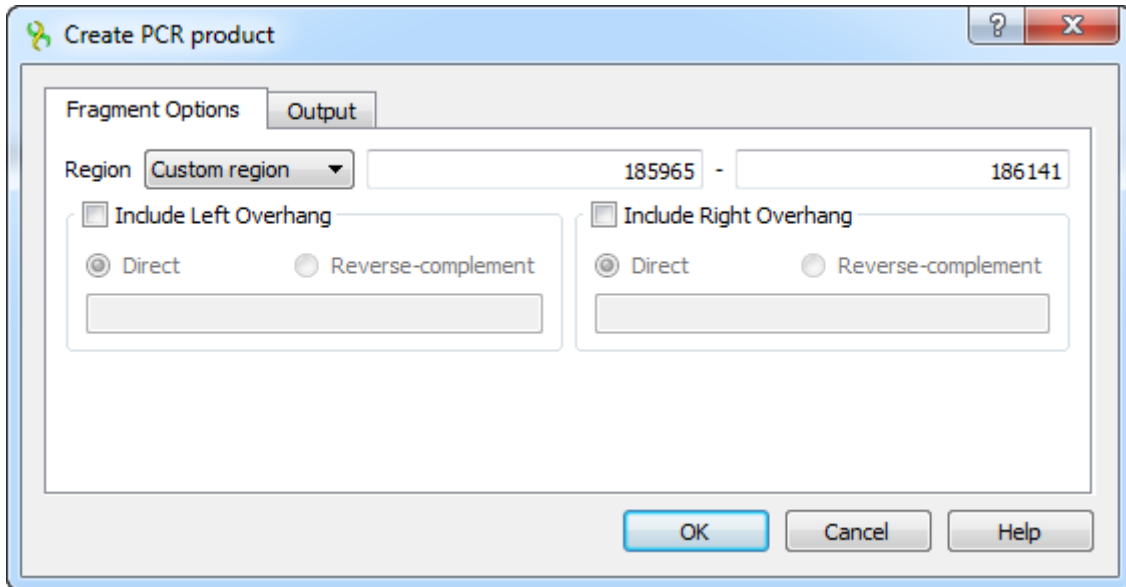 Create PCR product
Fragment Options Output
Region Custom region 185965 - 186141
Include Left Overhang Include Right Overhang
Direct Reverse-complement Direct Reverse-complement
OK Cancel Help